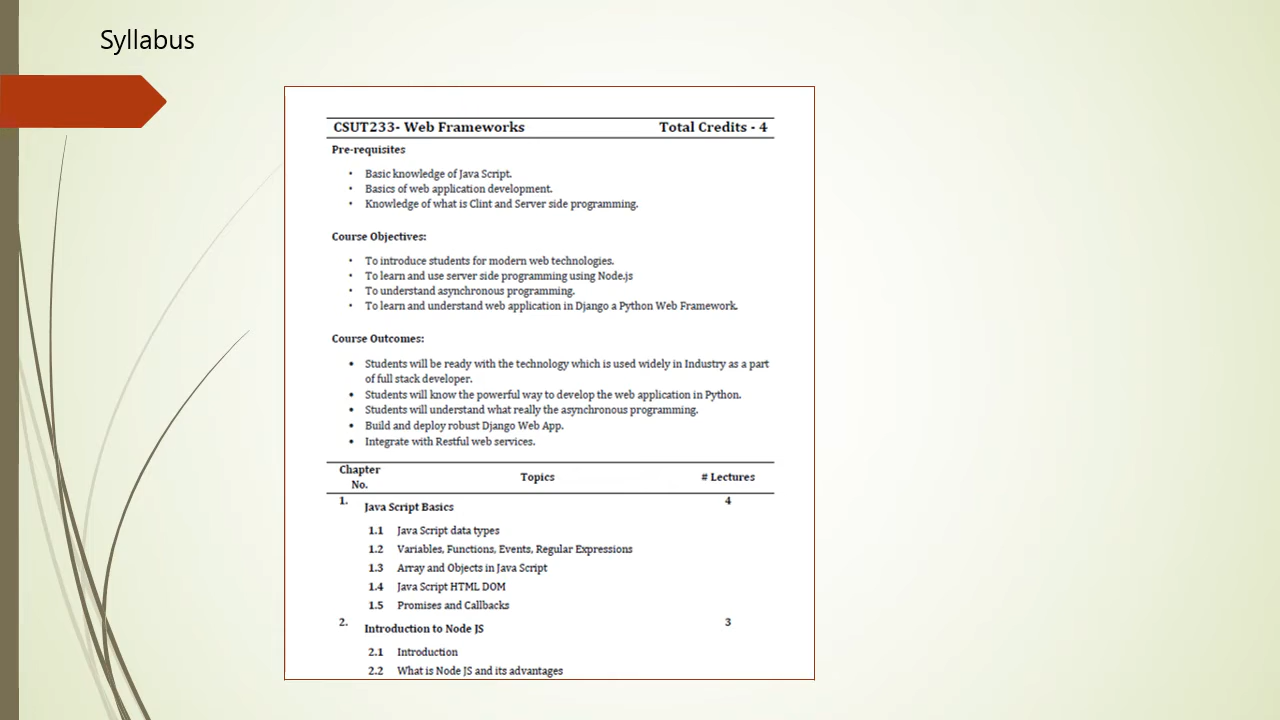 Syllabus
CSUT233- Web Frameworks Total Credits - 4
Pre-requisites
• Basic knowledge of Java Script.
• Basics of web application development.
• Knowledge of what is Clint and Server side programming.
Course Objectives:
• To introduce students for modern web technologies.
• To learn and use server side programming using Node.js
• To understand asynchronous programming.
• To learn and understand web application in Django a Python Web Framework.
Course Outcomes:
• Students will be ready with the technology which is used widely in Industry as a part
of full stack developer.
• Students will know the powerful way to develop the web application in Python.
• Students will understand what really the asynchronous programming.
• Build and deploy robust Django Web App.
• Integrate with Restful web services.
Chapter
No. Topics # Lectures
1. Java Script Basics 4
1.1 Java Script data types
1.2 Variables, Functions, Events, Regular Expressions
1.3 Array and Objects in Java Script
1.4 Java Script HTML DOM
1.5 Promises and Callbacks
2. Introduction to Node JS 3
2.1 Introduction
2.2 What is Node JS and its advantages